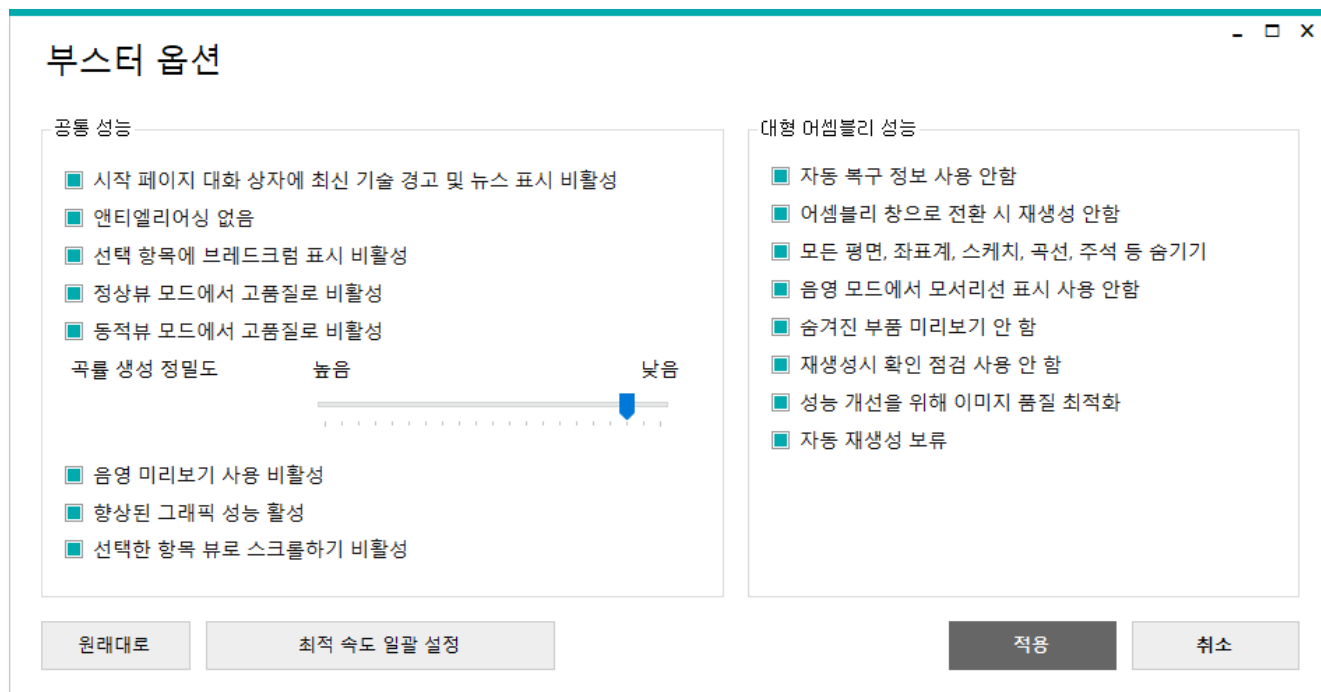 부스터 옵션
공통 성능
시작 페이지 대화 상자에 최신 기술 경고 및 뉴스 표시 비활성
앤티엘리어싱 없음
선택 항목에 브레드크럼 표시 비활성
정상뷰 모드에서 고품질로 비활성
동적뷰 모드에서 고품질로 비활성
곡률 생성 정밀도 높음 낮음
음영 미리보기 사용 비활성
향상된 그래픽 성능 활성
선택한 항목 뷰로 스크롤하기 비활성
대형 어셈블리 성능
자동 복구 정보 사용 안함
어셈블리 창으로 전환 시 재생성 안함
모든 평면, 좌표계, 스케치, 곡선, 주석 등 숨기기
음영 모드에서 모서리선 표시 사용 안함
숨겨진 부품 미리보기 안 함
재생성시 확인 점검 사용 안 함
성능 개선을 위해 이미지 품질 최적화
자동 재생성 보류
원래대로 최적 속도 일괄 설정 적용 취소